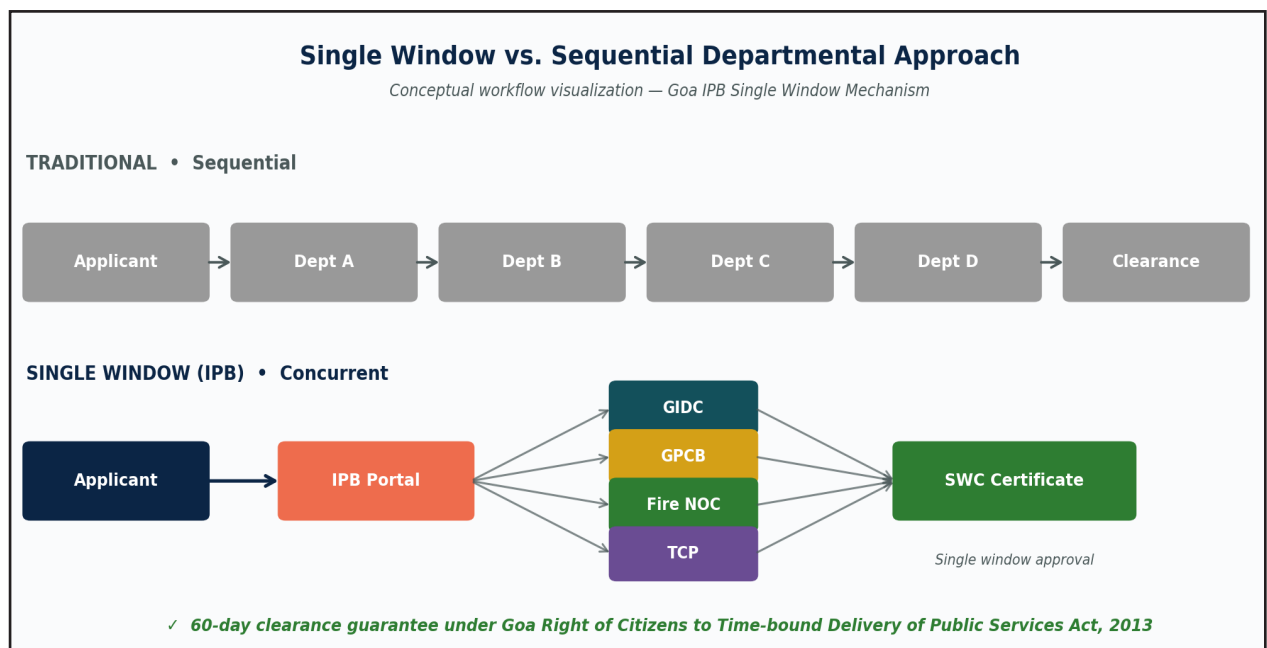 Single Window vs. Sequential Departmental Approach
Conceptual workflow visualization — Goa IPB Single Window Mechanism
TRADITIONAL • Sequential
Applicant
Dept A
Dept B
Dept C
Dept D
Clearance
SINGLE WINDOW (IPB) • Concurrent
Applicant
IPB Portal
GIDC
GPCB
Fire NOC
TCP
SWC Certificate
Single window approval
✓ 60-day clearance guarantee under Goa Right of Citizens to Time-bound Delivery of Public Services Act, 2013